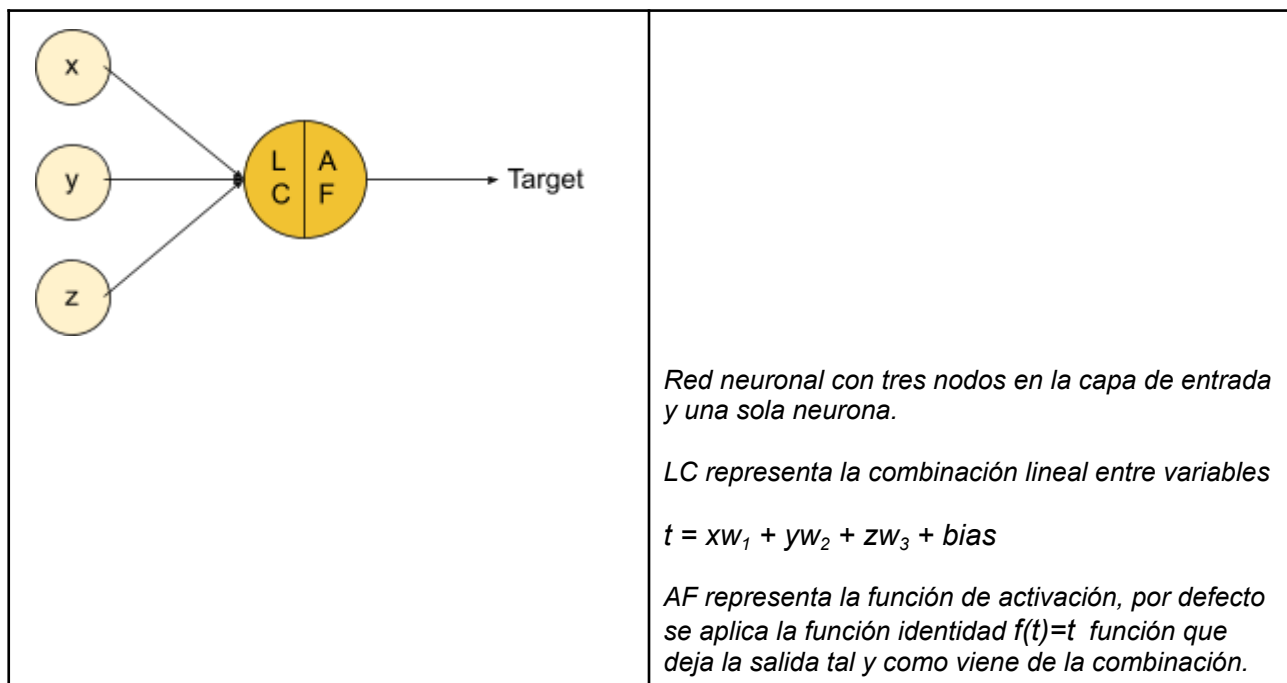 x
y
z
L
C
A
F
Target
Red neuronal con tres nodos en la capa de entrada
y una sola neurona.
LC representa la combinación lineal entre variables
t = xw₁ + yw₂ + zw₃ + bias
AF representa la función de activación, por defecto
se aplica la función identidad f(t)=t función que
deja la salida tal y como viene de la combinación.